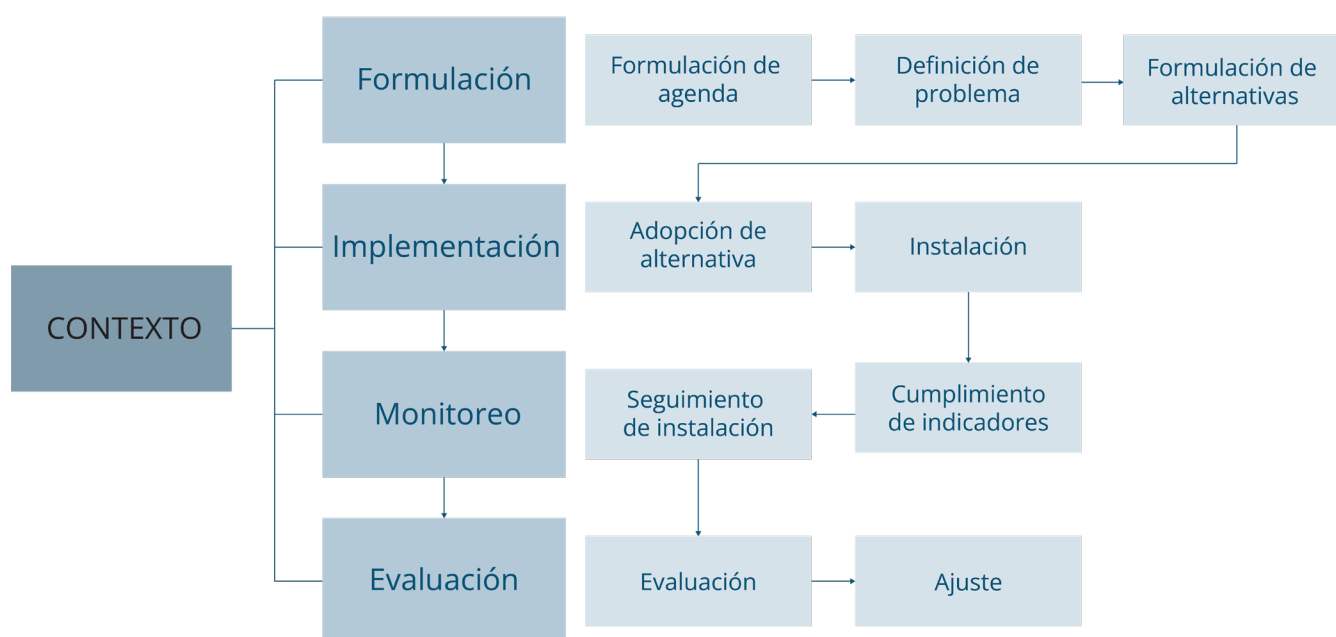 CONTEXTO
Formulación
Formulación de
agenda
Definición de
problema
Formulación de
alternativas
Implementación
Adopción de
alternativa
Instalación
Monitoreo
Seguimiento
de instalación
Cumplimiento
de indicadores
Evaluación
Evaluación
Ajuste